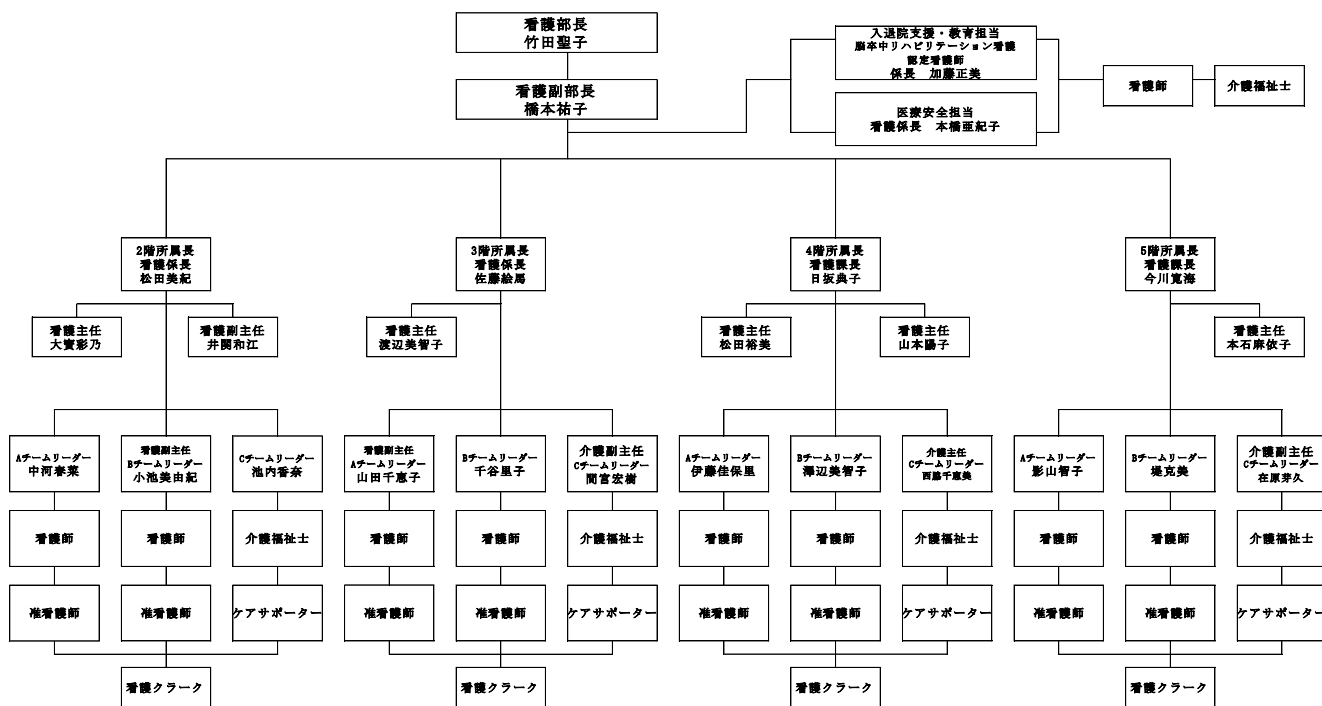 看護部長
竹田聖子
看護副部長
橋本祐子
入退院支援・教育担当
脳卒中リハビリテーション看護
認定看護師
係長 加藤正美
医療安全担当
看護係長 本橋亜紀子
看護師
介護福祉士
2階所属長
看護係長
松田美紀
3階所属長
看護係長
佐藤絵馬
4階所属長
看護課長
日坂典子
5階所属長
看護課長
今川寛海
看護主任
大實彩乃
看護副主任
井関和江
看護主任
渡辺美智子
看護主任
松田裕美
看護主任
山本陽子
看護主任
本石麻依子
Aチームリーダー
中河春菜
看護副主任
Bチームリーダー
小池美由紀
Cチームリーダー
池内香奈
看護副主任
Aチームリーダー
山田千恵子
Bチームリーダー
千谷里子
介護副主任
Cチームリーダー
間宮宏樹
Aチームリーダー
伊藤佳保里
Bチームリーダー
澤辺美智子
介護主任
Cチームリーダー
西脇千恵美
Aチームリーダー
影山智子
Bチームリーダー
堤克美
介護副主任
Cチームリーダー
在原芽久
看護師
看護師
介護福祉士
看護師
看護師
介護福祉士
看護師
看護師
介護福祉士
看護師
看護師
介護福祉士
准看護師
准看護師
ケアサポーター
准看護師
准看護師
ケアサポーター
准看護師
准看護師
ケアサポーター
准看護師
准看護師
ケアサポーター
看護クラーク
看護クラーク
看護クラーク
看護クラーク